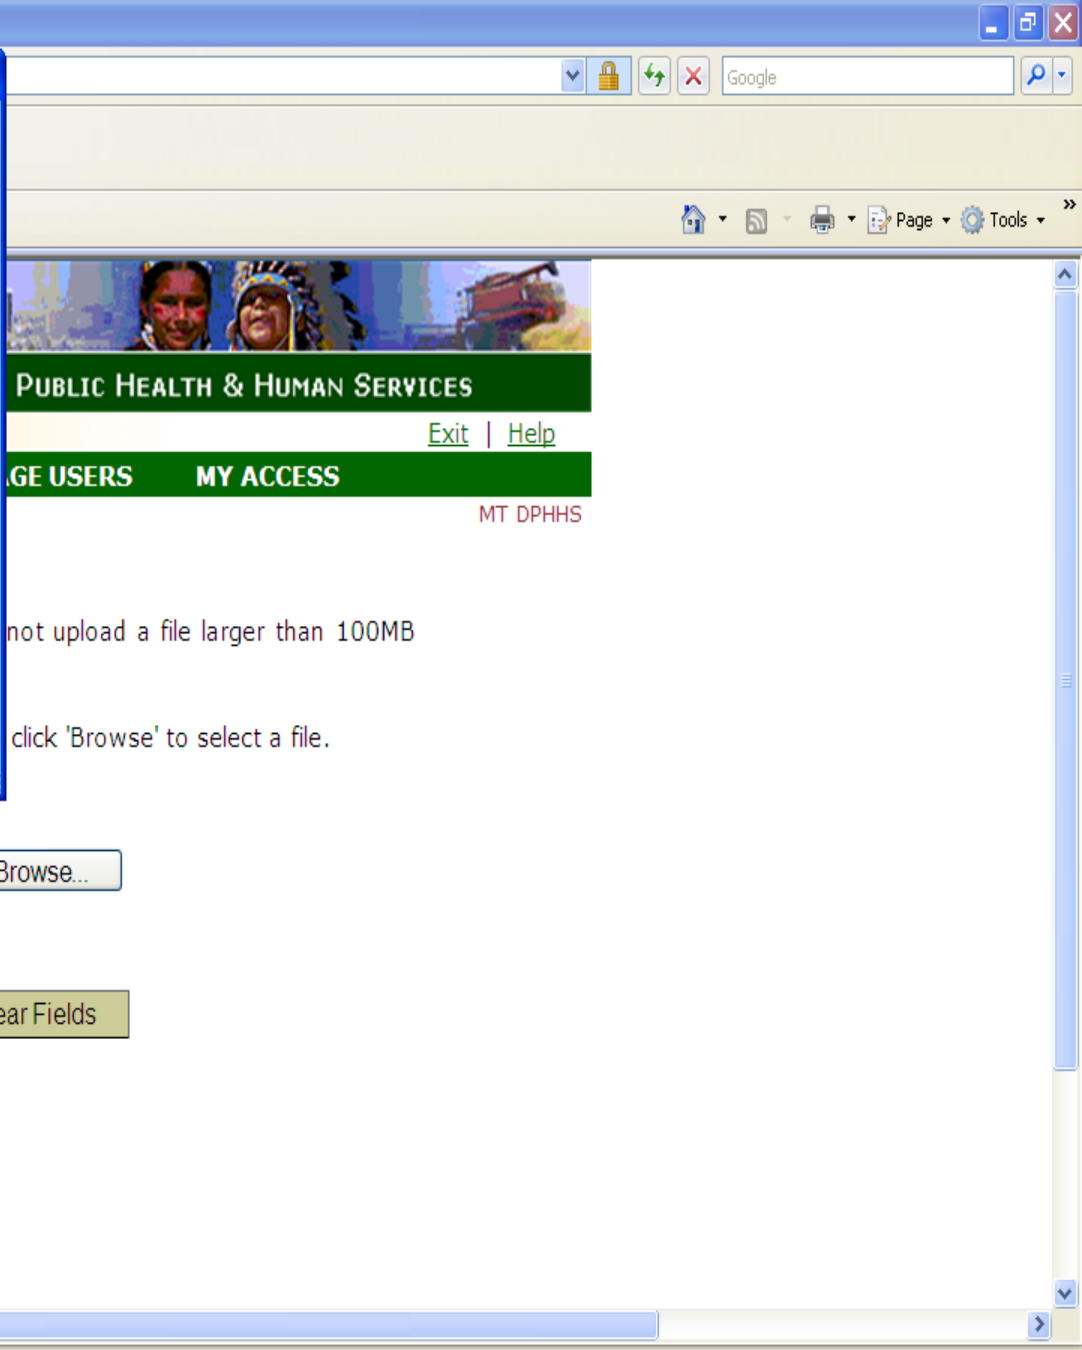 Google
Page
Tools
»
PUBLIC HEALTH & HUMAN SERVICES
Exit | Help
GE USERS MY ACCESS
MT DPHHS
not upload a file larger than 100MB
click 'Browse' to select a file.
Browse...
ear Fields